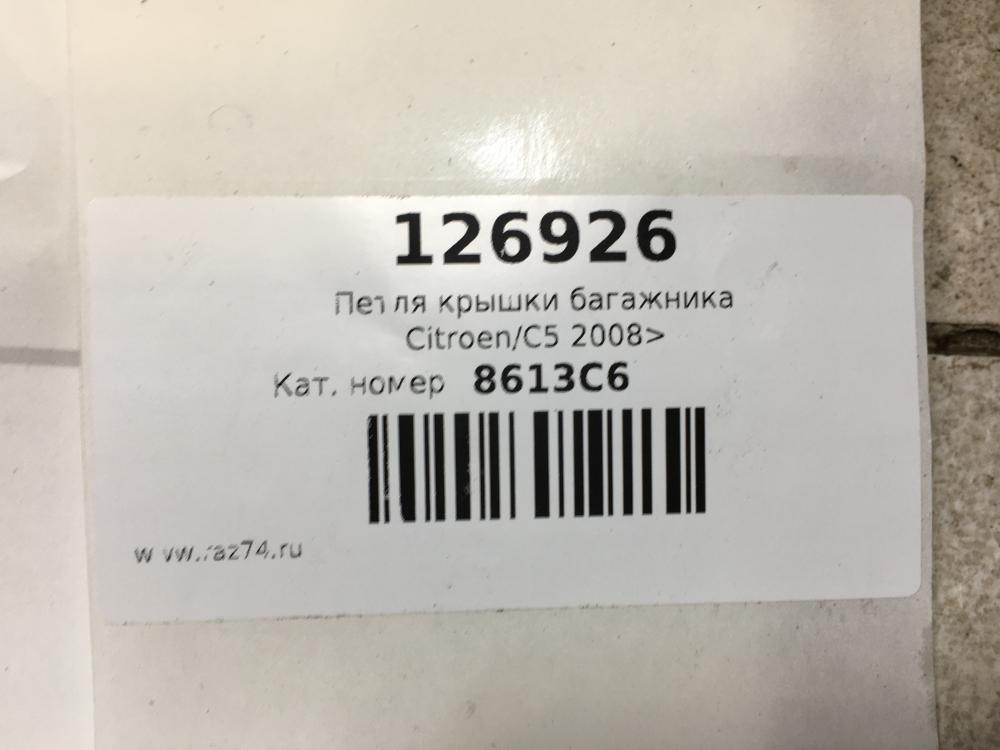 126926
Петля крышки багажника
Citroen/C5 2008>
Кат. номер 8613C6
www.raz74.ru